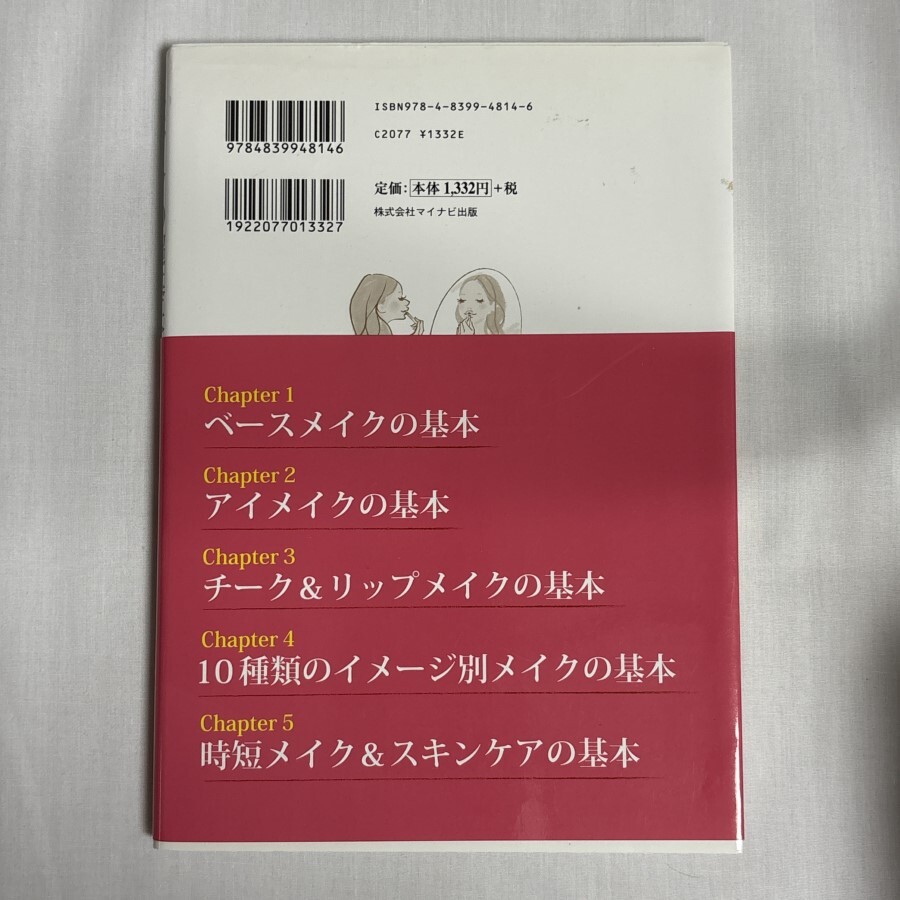 ISBN978-4-8399-4814-6
C2077 ¥1332E
9784839948146
定価：本体1,332円＋税
株式会社マイナビ出版
1922077013327
Chapter 1
ベースメイクの基本
Chapter 2
アイメイクの基本
Chapter 3
チーク＆リップメイクの基本
Chapter 4
10種類のイメージ別メイクの基本
Chapter 5
時短メイク＆スキンケアの基本